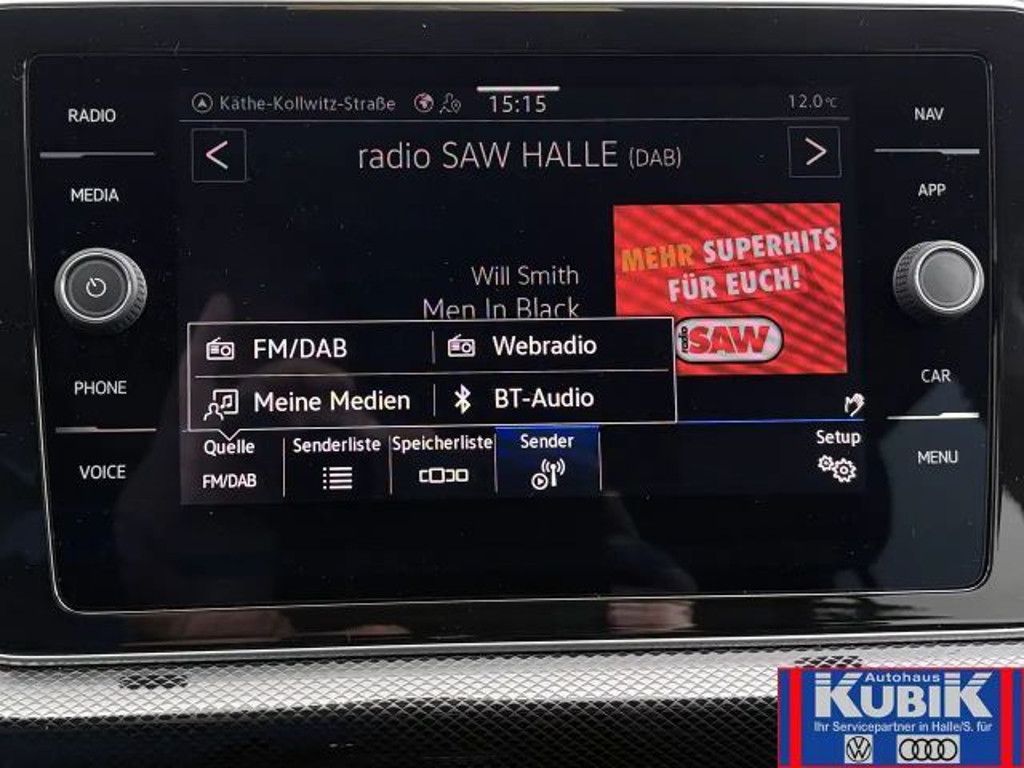 RADIO
MEDIA
PHONE
VOICE
Käthe-Kollwitz-Straße
15:15
12.0°C
< radio SAW HALLE (DAB) >
Will Smith
Men In Black
MEHR SUPERHITS
FÜR EUCH!
radio SAW
FM/DAB
Webradio
Meine Medien
BT-Audio
Quelle
FM/DAB
Senderliste
Speicherliste
Sender
Setup
NAV
APP
CAR
MENU
Autohaus
KUBIK
Ihr Servicepartner in Halle/S. für